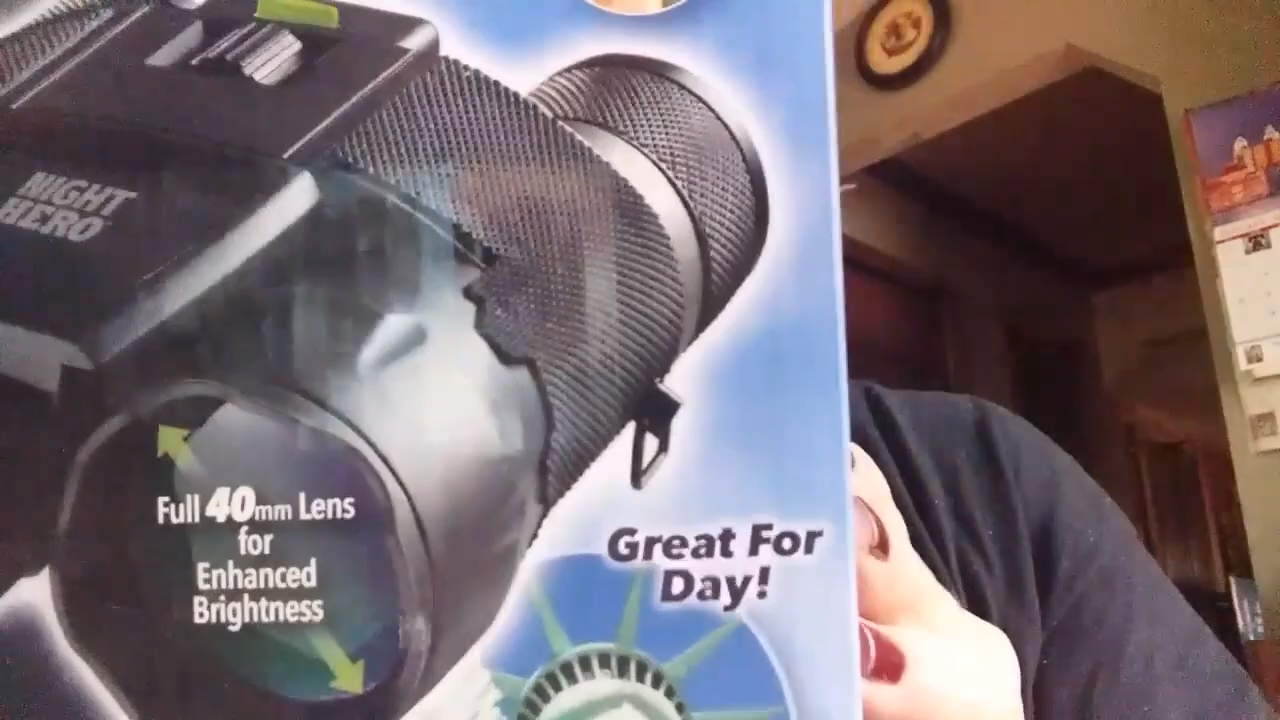 NIGHT
HERO
Full 40mm Lens
for
Enhanced
Brightness
Great For
Day!